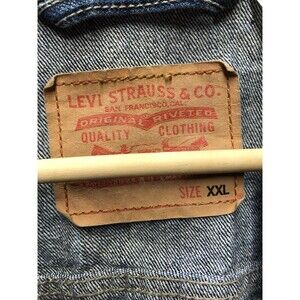 LEVI STRAUSS & CO.
SAN FRANCISCO, CAL.
ORIGINAL RIVETED
QUALITY CLOTHING
SIZE XXL